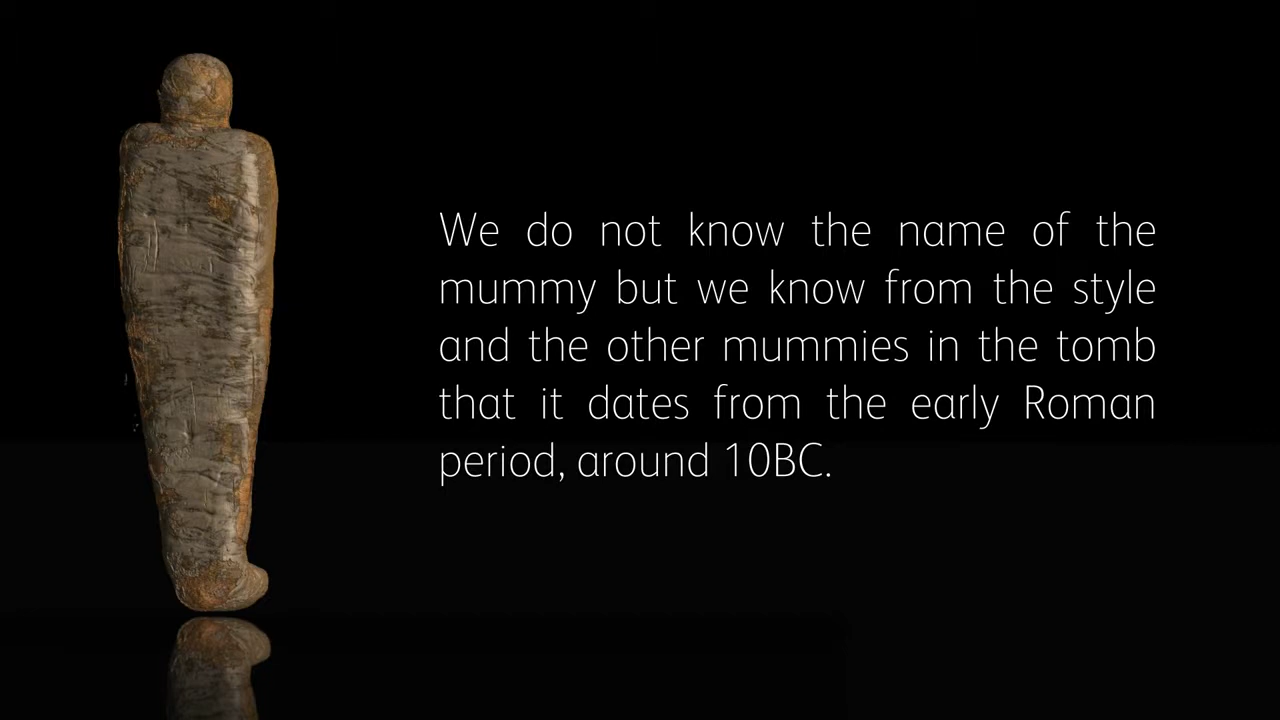 We do not know the name of the
mummy but we know from the style
and the other mummies in the tomb
that it dates from the early Roman
period, around 10BC.